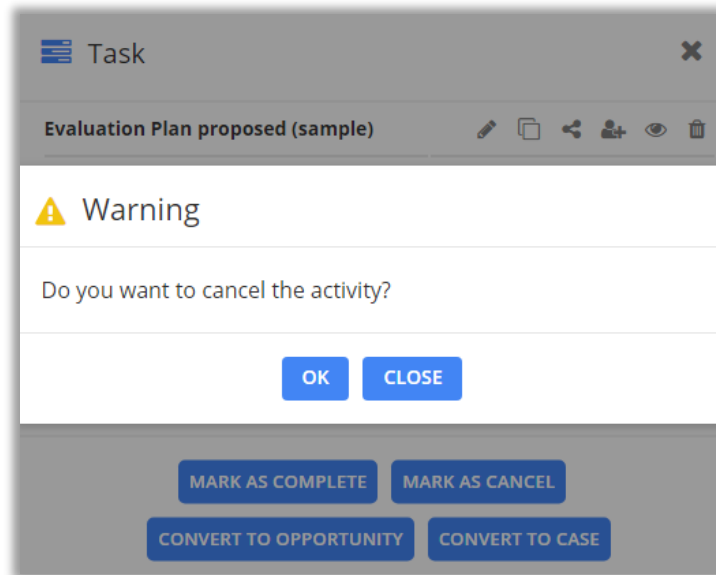 Task
Evaluation Plan proposed (sample)
Warning
Do you want to cancel the activity?
OK CLOSE
MARK AS COMPLETE MARK AS CANCEL
CONVERT TO OPPORTUNITY CONVERT TO CASE